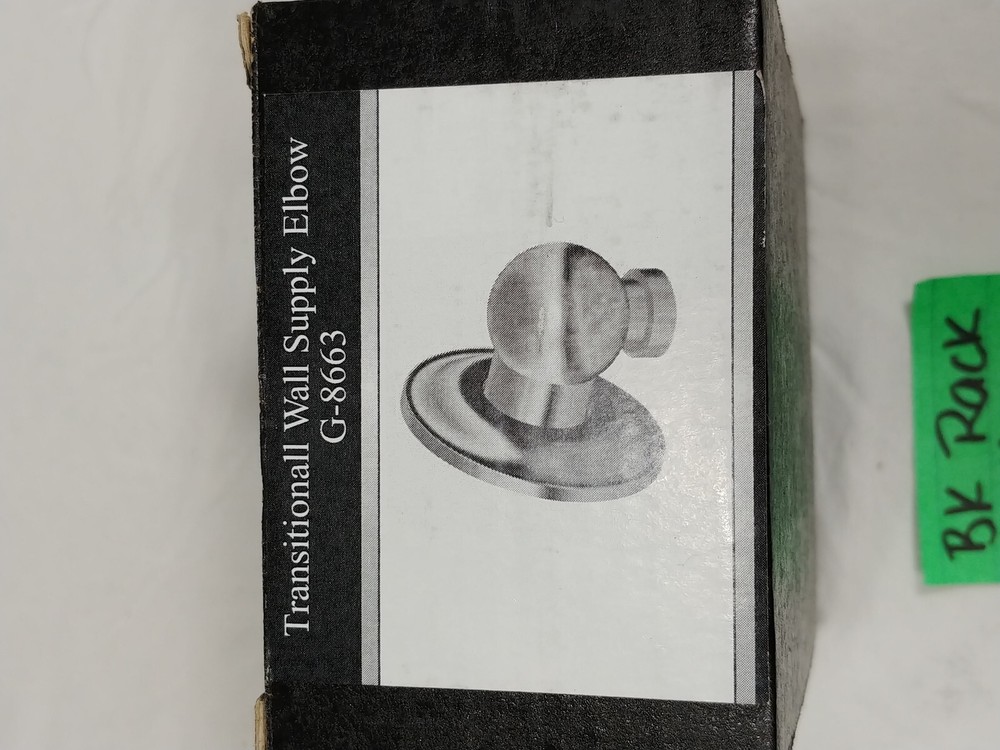 Transitionall Wall Supply Elbow
G-8663
BK Rack